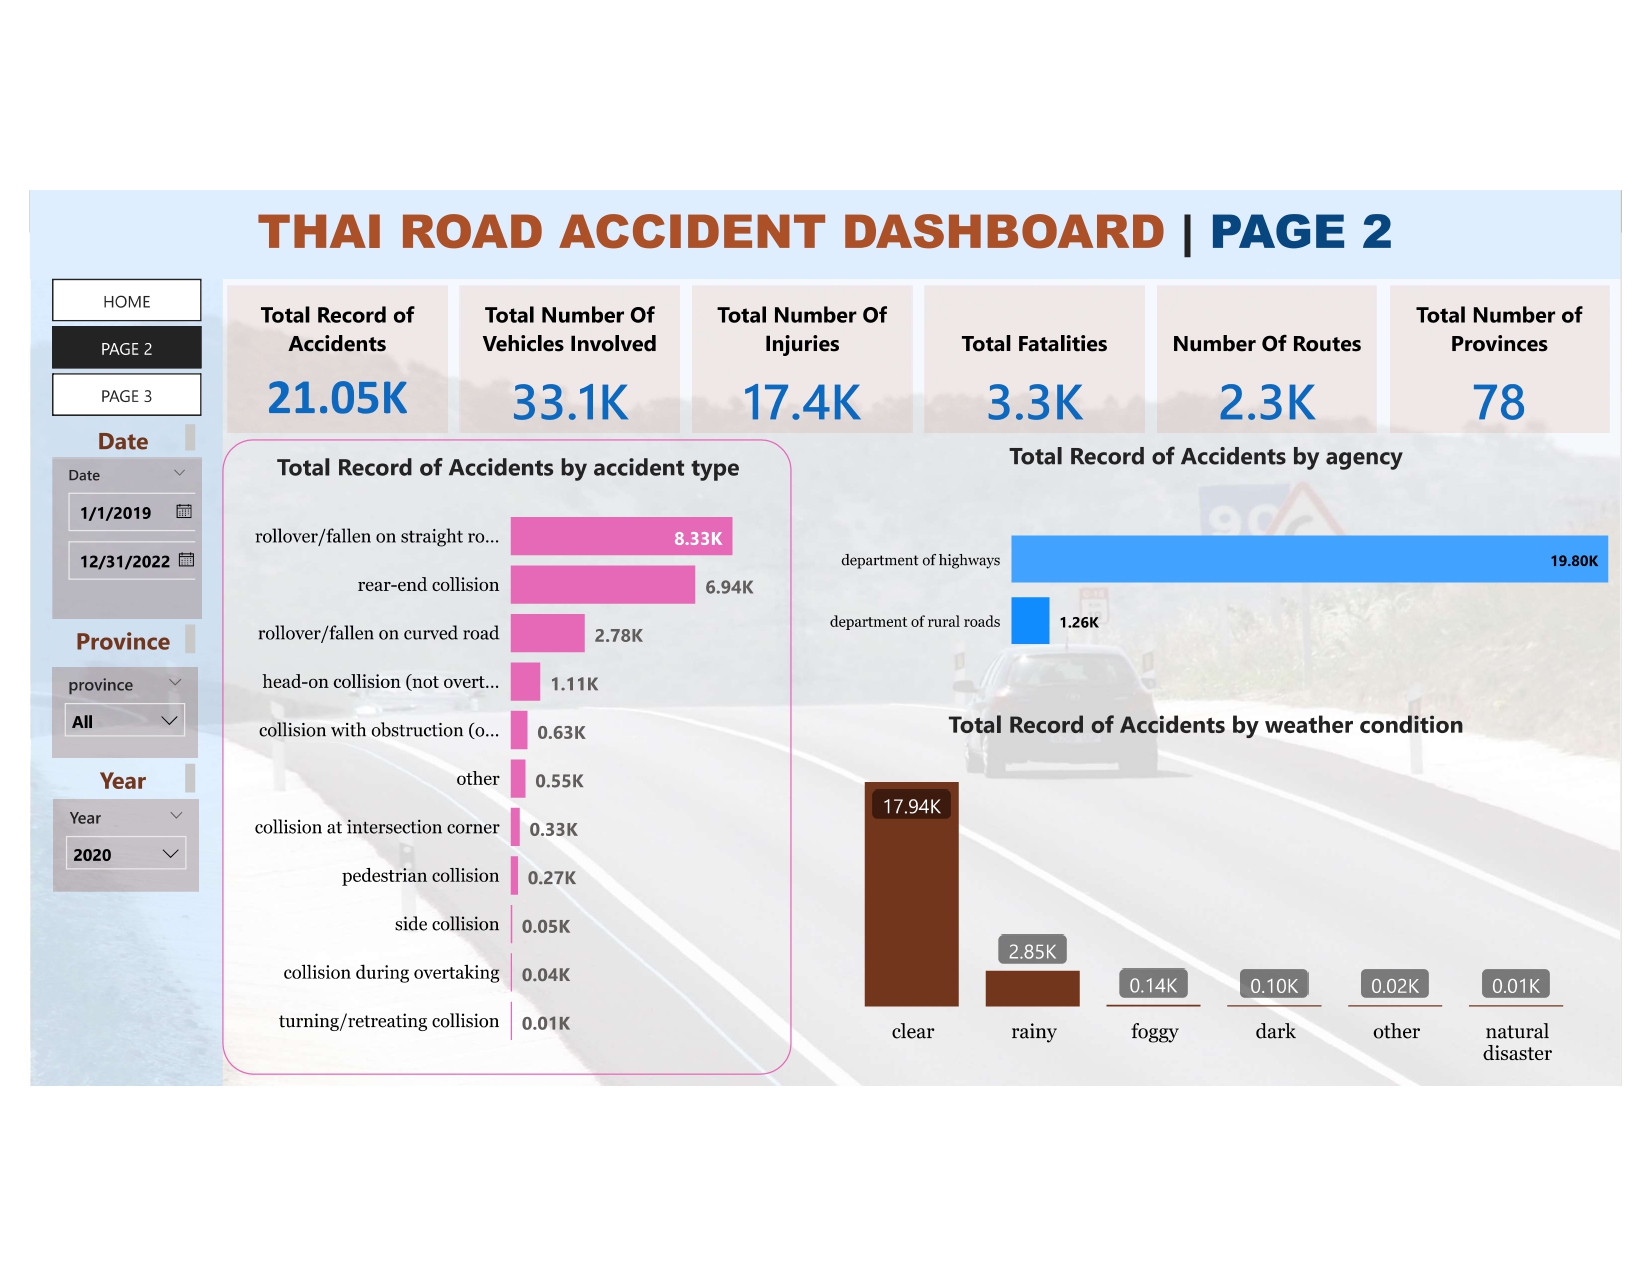 THAI ROAD ACCIDENT DASHBOARD | PAGE 2
HOME
PAGE 2
PAGE 3
Date
Date
1/1/2019
12/31/2022
Province
province
All
Year
Year
2020
Total Record of
Accidents
21.05K
Total Number Of
Vehicles Involved
33.1K
Total Number Of
Injuries
17.4K
Total Fatalities
3.3K
Number Of Routes
2.3K
Total Number of
Provinces
78
Total Record of Accidents by accident type
rollover/fallen on straight ro... 8.33K
rear-end collision 6.94K
rollover/fallen on curved road 2.78K
head-on collision (not overt... 1.11K
collision with obstruction (o... 0.63K
other 0.55K
collision at intersection corner 0.33K
pedestrian collision 0.27K
side collision 0.05K
collision during overtaking 0.04K
turning/retreating collision 0.01K
Total Record of Accidents by agency
90
department of highways 19.80K
department of rural roads 1.26K
Total Record of Accidents by weather condition
17.94K
2.85K
0.14K
0.10K
0.02K
0.01K
clear
rainy
foggy
dark
other
natural
disaster